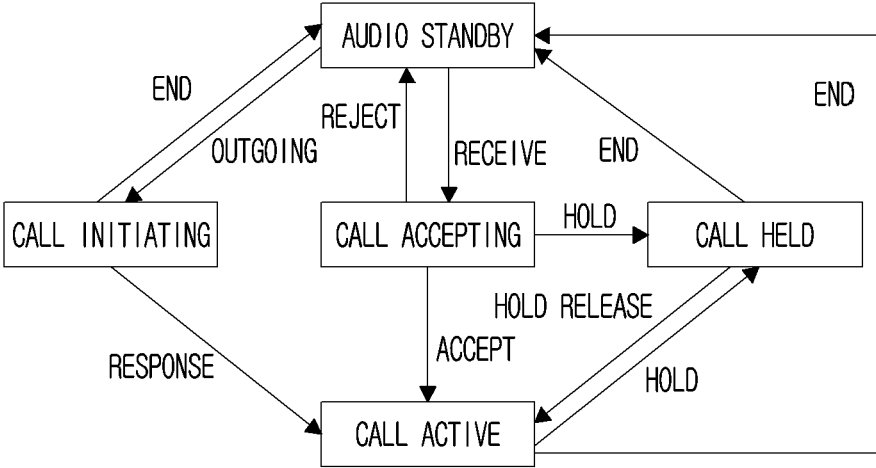 AUDIO STANDBY
END
END
REJECT
OUTGOING
RECEIVE
END
CALL INITIATING
CALL ACCEPTING
HOLD
CALL HELD
HOLD RELEASE
RESPONSE
ACCEPT
HOLD
CALL ACTIVE